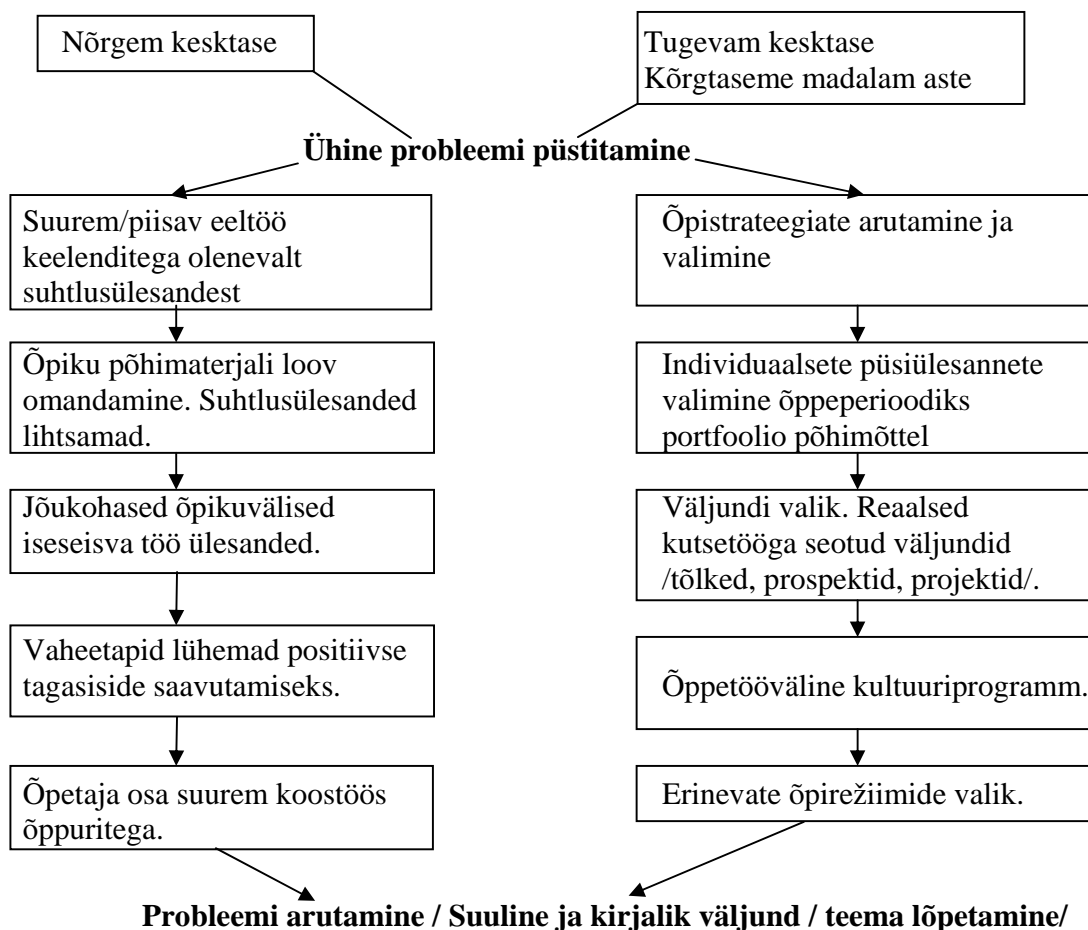 Nõrgem kesktase
Tugevam kesktase
Kõrgtaseme madalam aste
Ühine probleemi püstitamine
Suurem/piisav eeltöö
keelenditega olenevalt
suhtlusülesandest
Õpiku põhimaterjali loov
omandamine. Suhtlusülesanded
lihtsamad.
Jõukohased õpikuvälised
iseseisva töö ülesanded.
Vaheetapid lühemad positiivse
tagasiside saavutamiseks.
Õpetaja osa suurem koostöös
õppuritega.
Õpistrateegiate arutamine ja
valimine
Individuaalsete püsiülesannete
valimine õppeperioodiks
portfoolio põhimõttel
Väljundi valik. Reaalsed
kutsetööga seotud väljundid
/tõlked, prospektid, projektid/.
Õppetööväline kultuuriprogramm.
Erinevate õpirežiimide valik.
Probleemi arutamine / Suuline ja kirjalik väljund / teema lõpetamine/